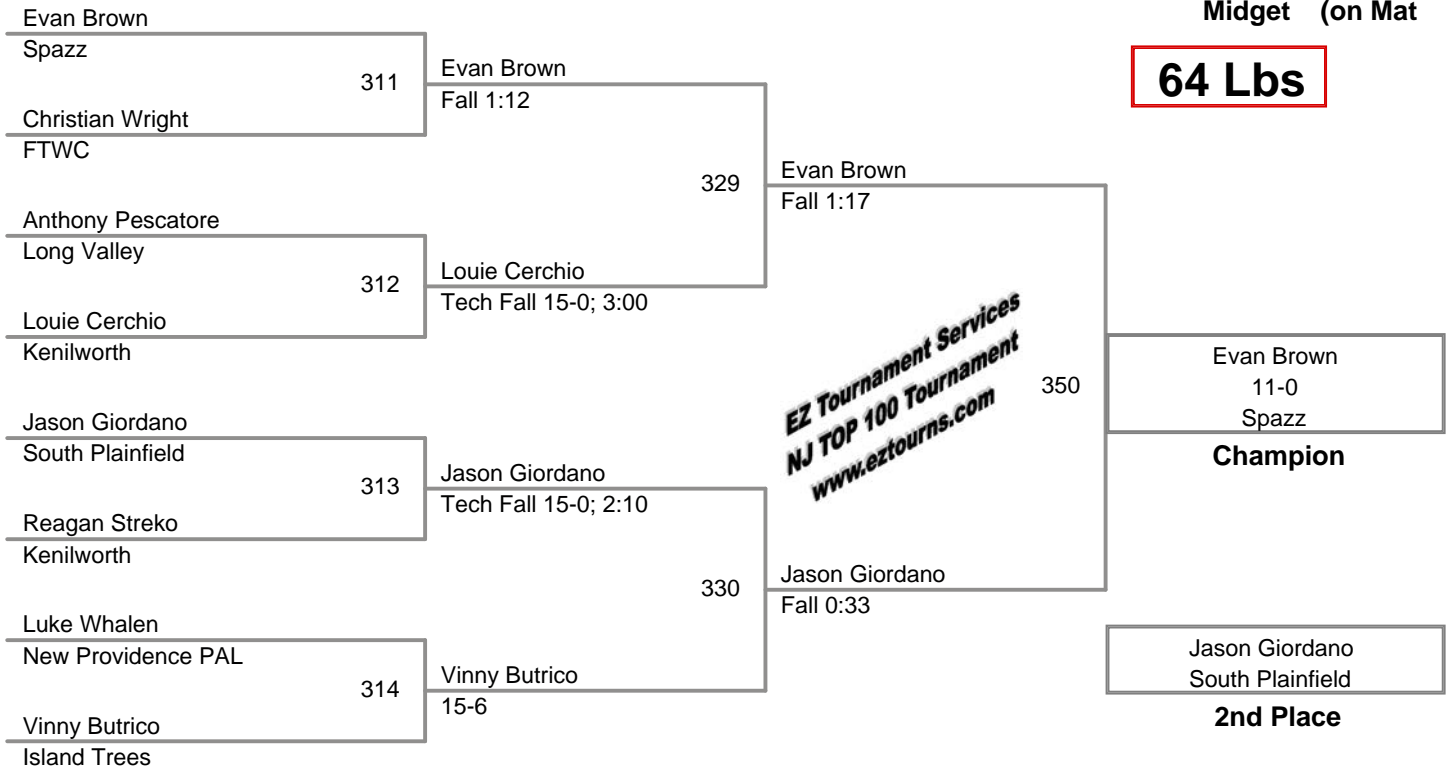 Midget (on Mat
64 Lbs
Evan Brown
Spazz
311
Christian Wright
FTWC
Anthony Pescatore
Long Valley
312
Louie Cerchio
Kenilworth
Jason Giordano
South Plainfield
313
Reagan Streko
Kenilworth
Luke Whalen
New Providence PAL
314
Vinny Butrico
Island Trees
Evan Brown
Fall 1:12
329
Louie Cerchio
Tech Fall 15-0; 3:00
Jason Giordano
Tech Fall 15-0; 2:10
330
Vinny Butrico
15-6
Evan Brown
Fall 1:17
EZ Tournament Services
NJ TOP 100 Tournament
www.eztourns.com
350
Jason Giordano
Fall 0:33
Evan Brown
11-0
Spazz
Champion
Jason Giordano
South Plainfield
2nd Place